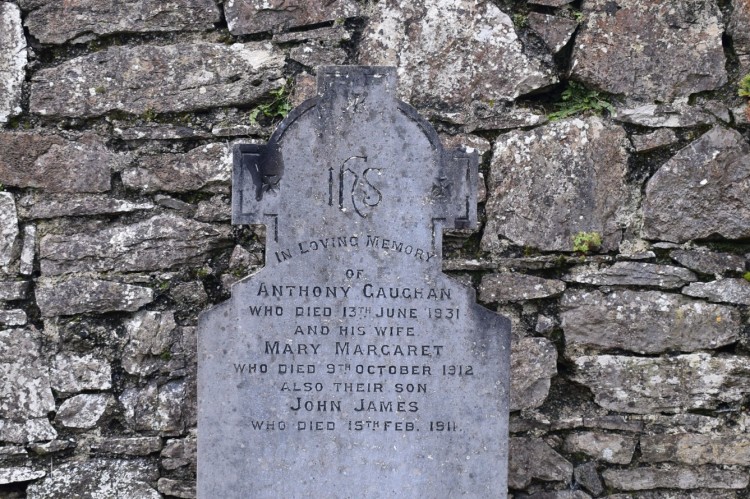 IHS
IN LOVING MEMORY
OF
ANTHONY GAUGHAN
WHO DIED 13TH JUNE 1931
AND HIS WIFE
MARY MARGARET
WHO DIED 9TH OCTOBER 1912
ALSO THEIR SON
JOHN JAMES
WHO DIED 15TH FEB. 1911.